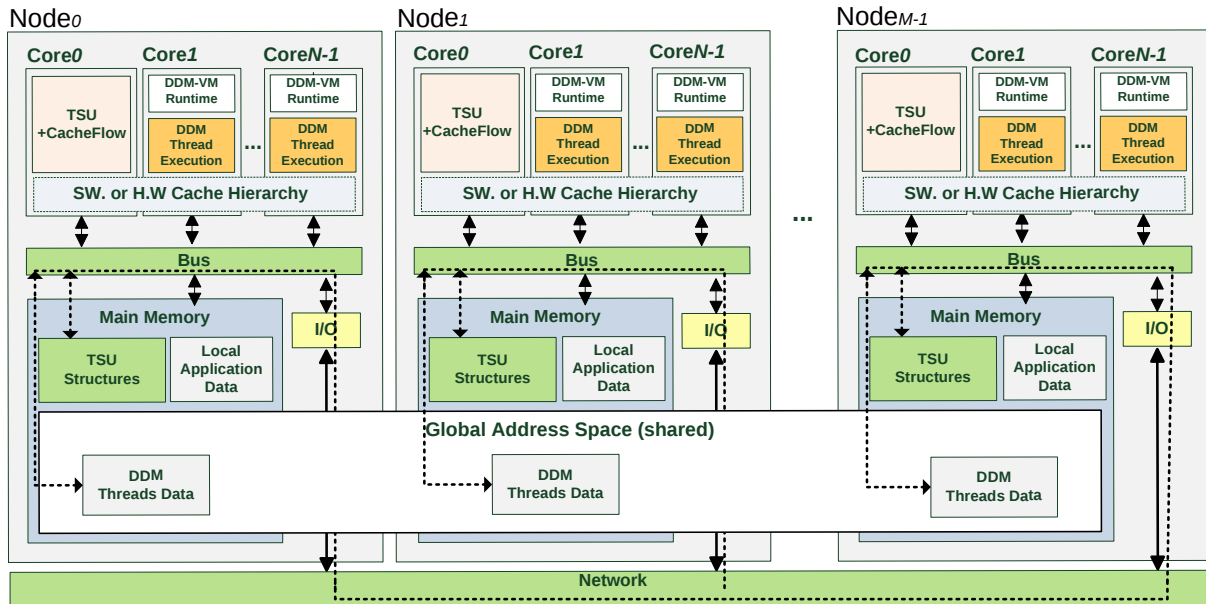 Node0
Core0 Core1 CoreN-1
TSU
+CacheFlow
DDM-VM
Runtime
DDM
Thread
Execution
...
DDM-VM
Runtime
DDM
Thread
Execution
SW. or H.W Cache Hierarchy
Bus
Main Memory
I/O
TSU
Structures
Local
Application
Data
Node1
Core0 Core1 CoreN-1
TSU
+CacheFlow
DDM-VM
Runtime
DDM
Thread
Execution
...
DDM-VM
Runtime
DDM
Thread
Execution
SW. or H.W Cache Hierarchy
Bus
Main Memory
I/O
TSU
Structures
Local
Application
Data
...
NodeM-1
Core0 Core1 CoreN-1
TSU
+CacheFlow
DDM-VM
Runtime
DDM
Thread
Execution
...
DDM-VM
Runtime
DDM
Thread
Execution
SW. or H.W Cache Hierarchy
Bus
Main Memory
I/O
TSU
Structures
Local
Application
Data
Global Address Space (shared)
DDM
Threads Data
DDM
Threads Data
DDM
Threads Data
Network